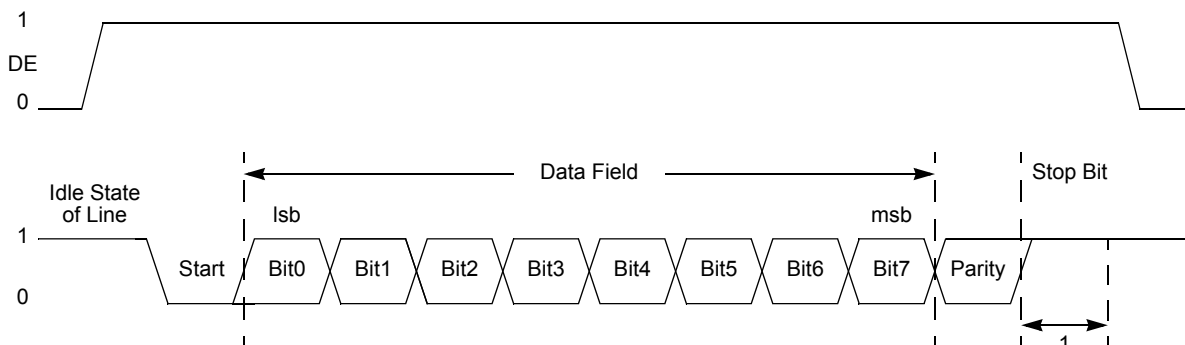 1
DE
0
Data Field
Stop Bit
Idle State
of Line
lsb
msb
1
Start
Bit0
Bit1
Bit2
Bit3
Bit4
Bit5
Bit6
Bit7
Parity
0
1